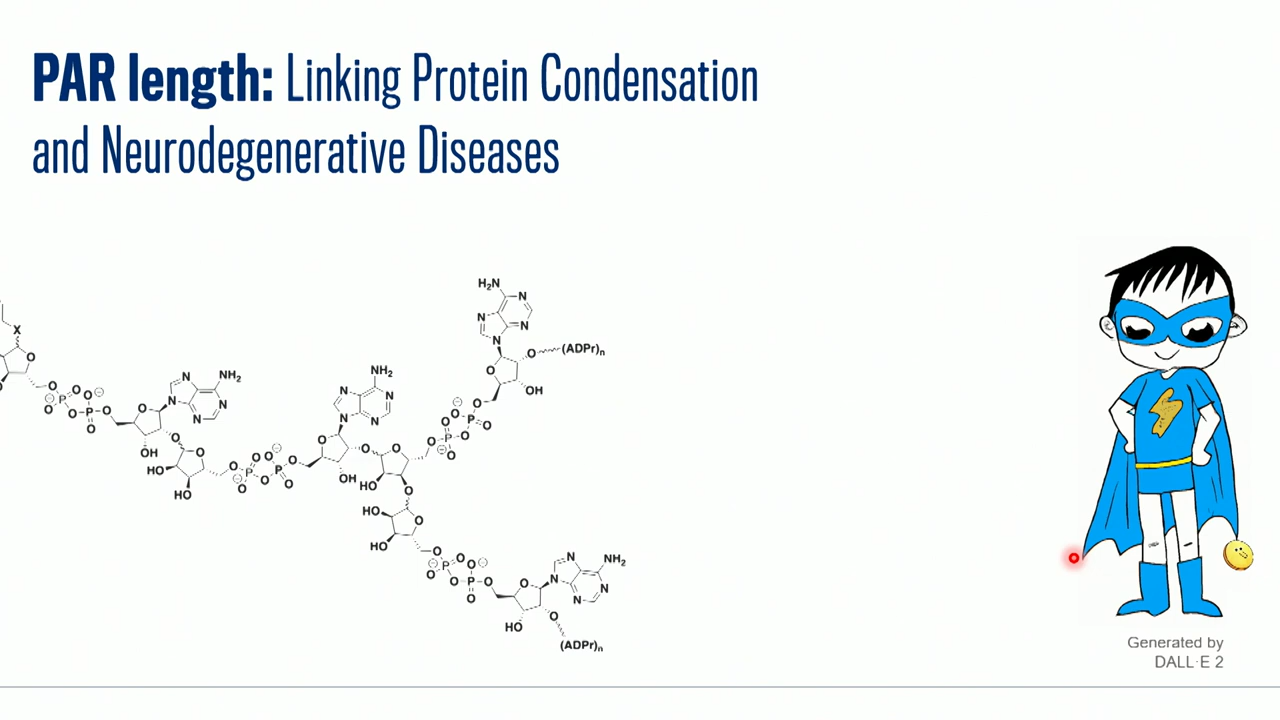 PAR length: Linking Protein Condensation
and Neurodegenerative Diseases
H₂N
N
N
N
N
X
O
O
(ADPr)n
O
OH
NH₂
NH₂
O
O
P
O
O
P
O
O
N
N
N
N
O
OH
O
HO
O
HO
O
P
O
O
P
O
O
N
N
N
N
O
OH
O
HO
O
O
P
O
O
P
O
O
HO
O
HO
O
P
O
O
P
O
O
O
N
N
N
N
NH₂
HO
O
(ADPr)n
Generated by
DALL·E 2